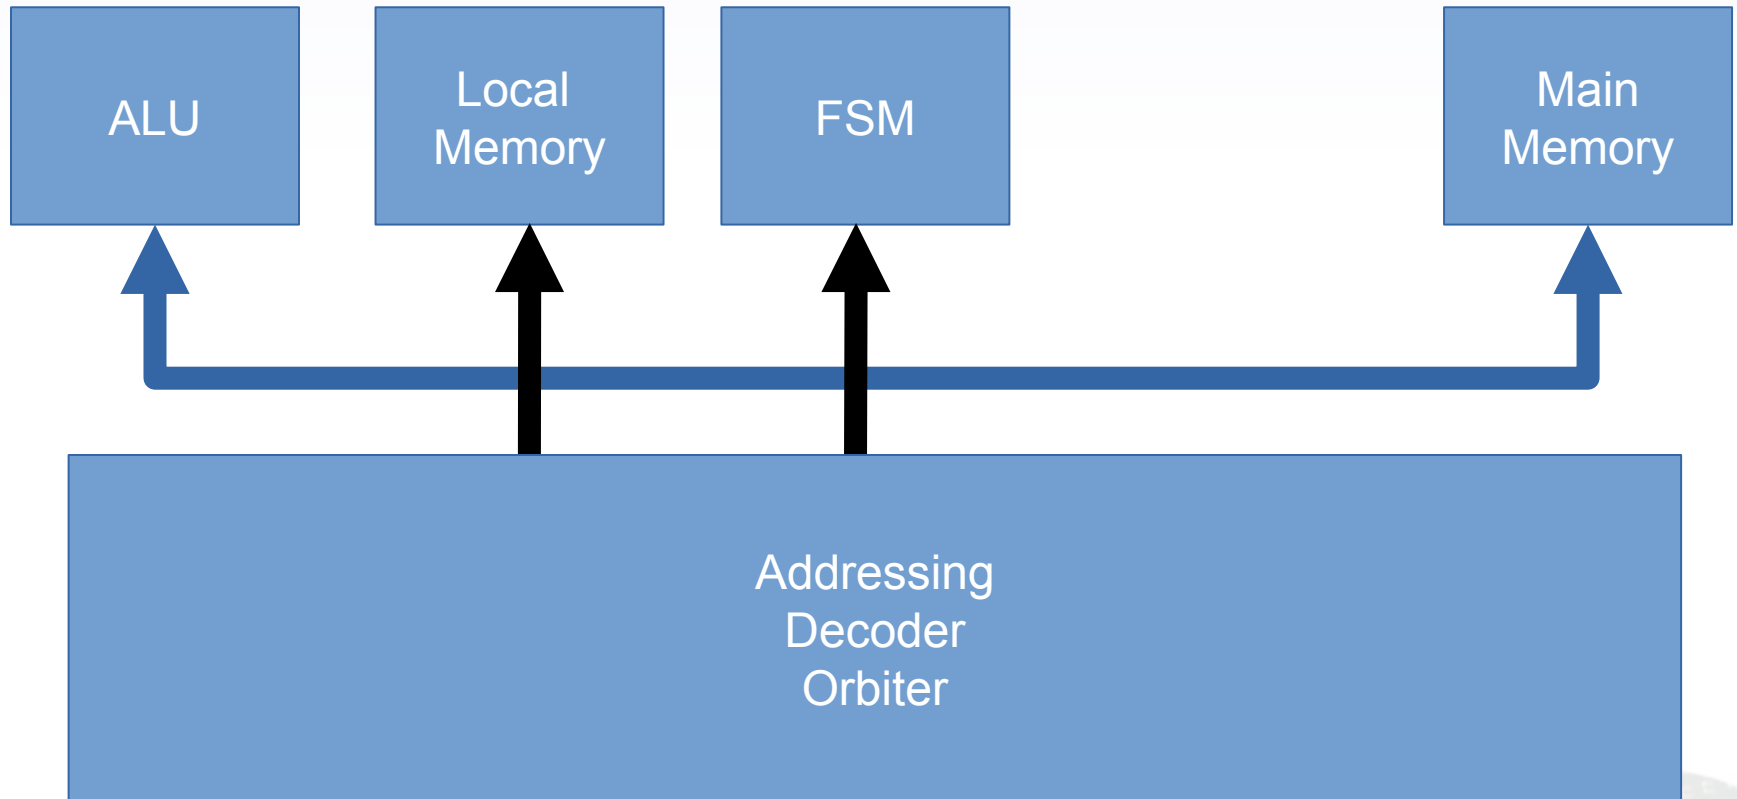 ALU
Local
Memory
FSM
Main
Memory
Addressing
Decoder
Orbiter